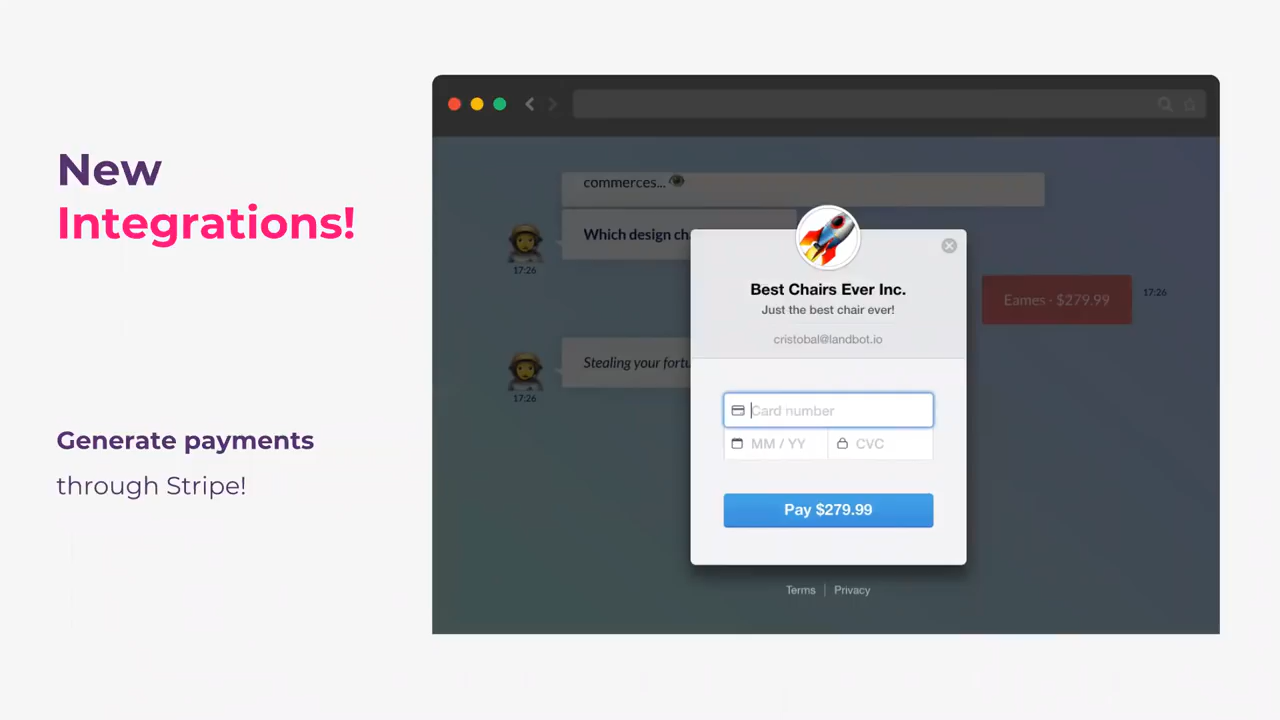 New
Integrations!
Generate payments
through Stripe!
commerces...
Which design ch
17:26
Eames - $279.99
17:26
Stealing your fort
17:26
Best Chairs Ever Inc.
Just the best chair ever!
cristobal@landbot.io
Card number
MM / YY
CVC
Pay $279.99
Terms | Privacy